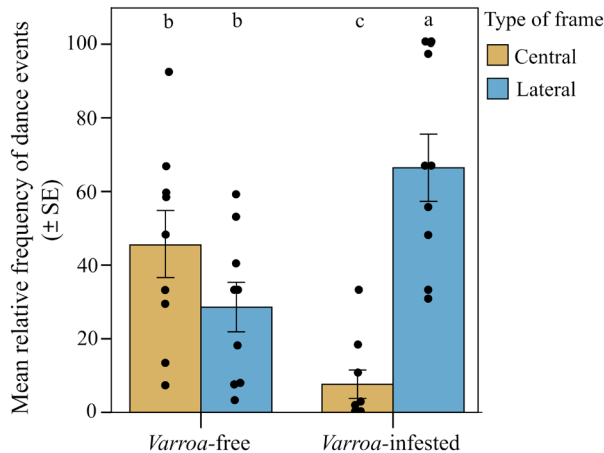 b b c a
Type of frame
Central
Lateral
Mean relative frequency of dance events
(± SE)
100
80
60
40
20
0
Varroa-free Varroa-infested